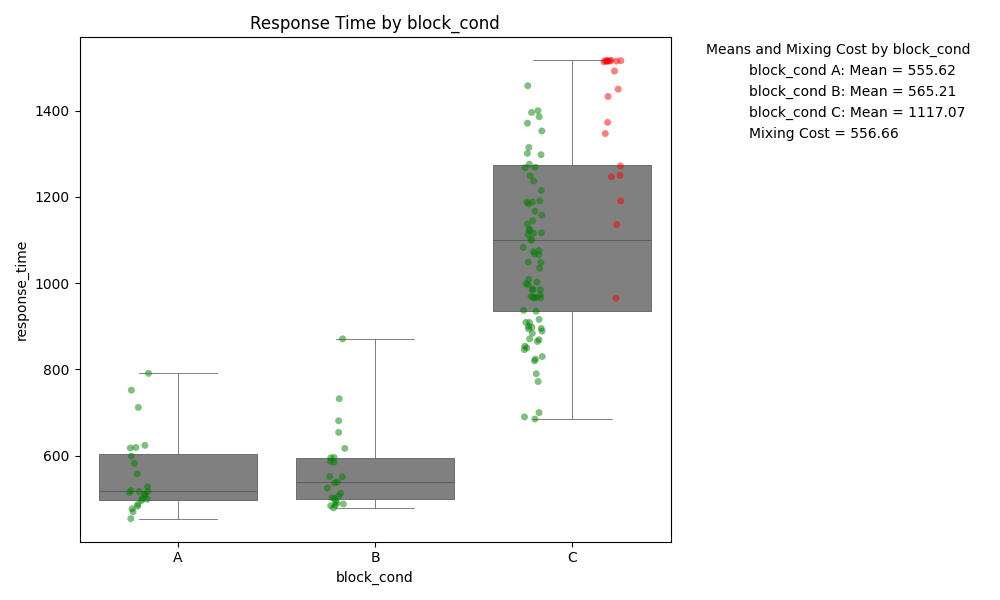 Response Time by block_cond
Means and Mixing Cost by block_cond
block_cond A: Mean = 555.62
block_cond B: Mean = 565.21
block_cond C: Mean = 1117.07
Mixing Cost = 556.66
response_time
1400
1200
1000
800
600
A
B
C
block_cond